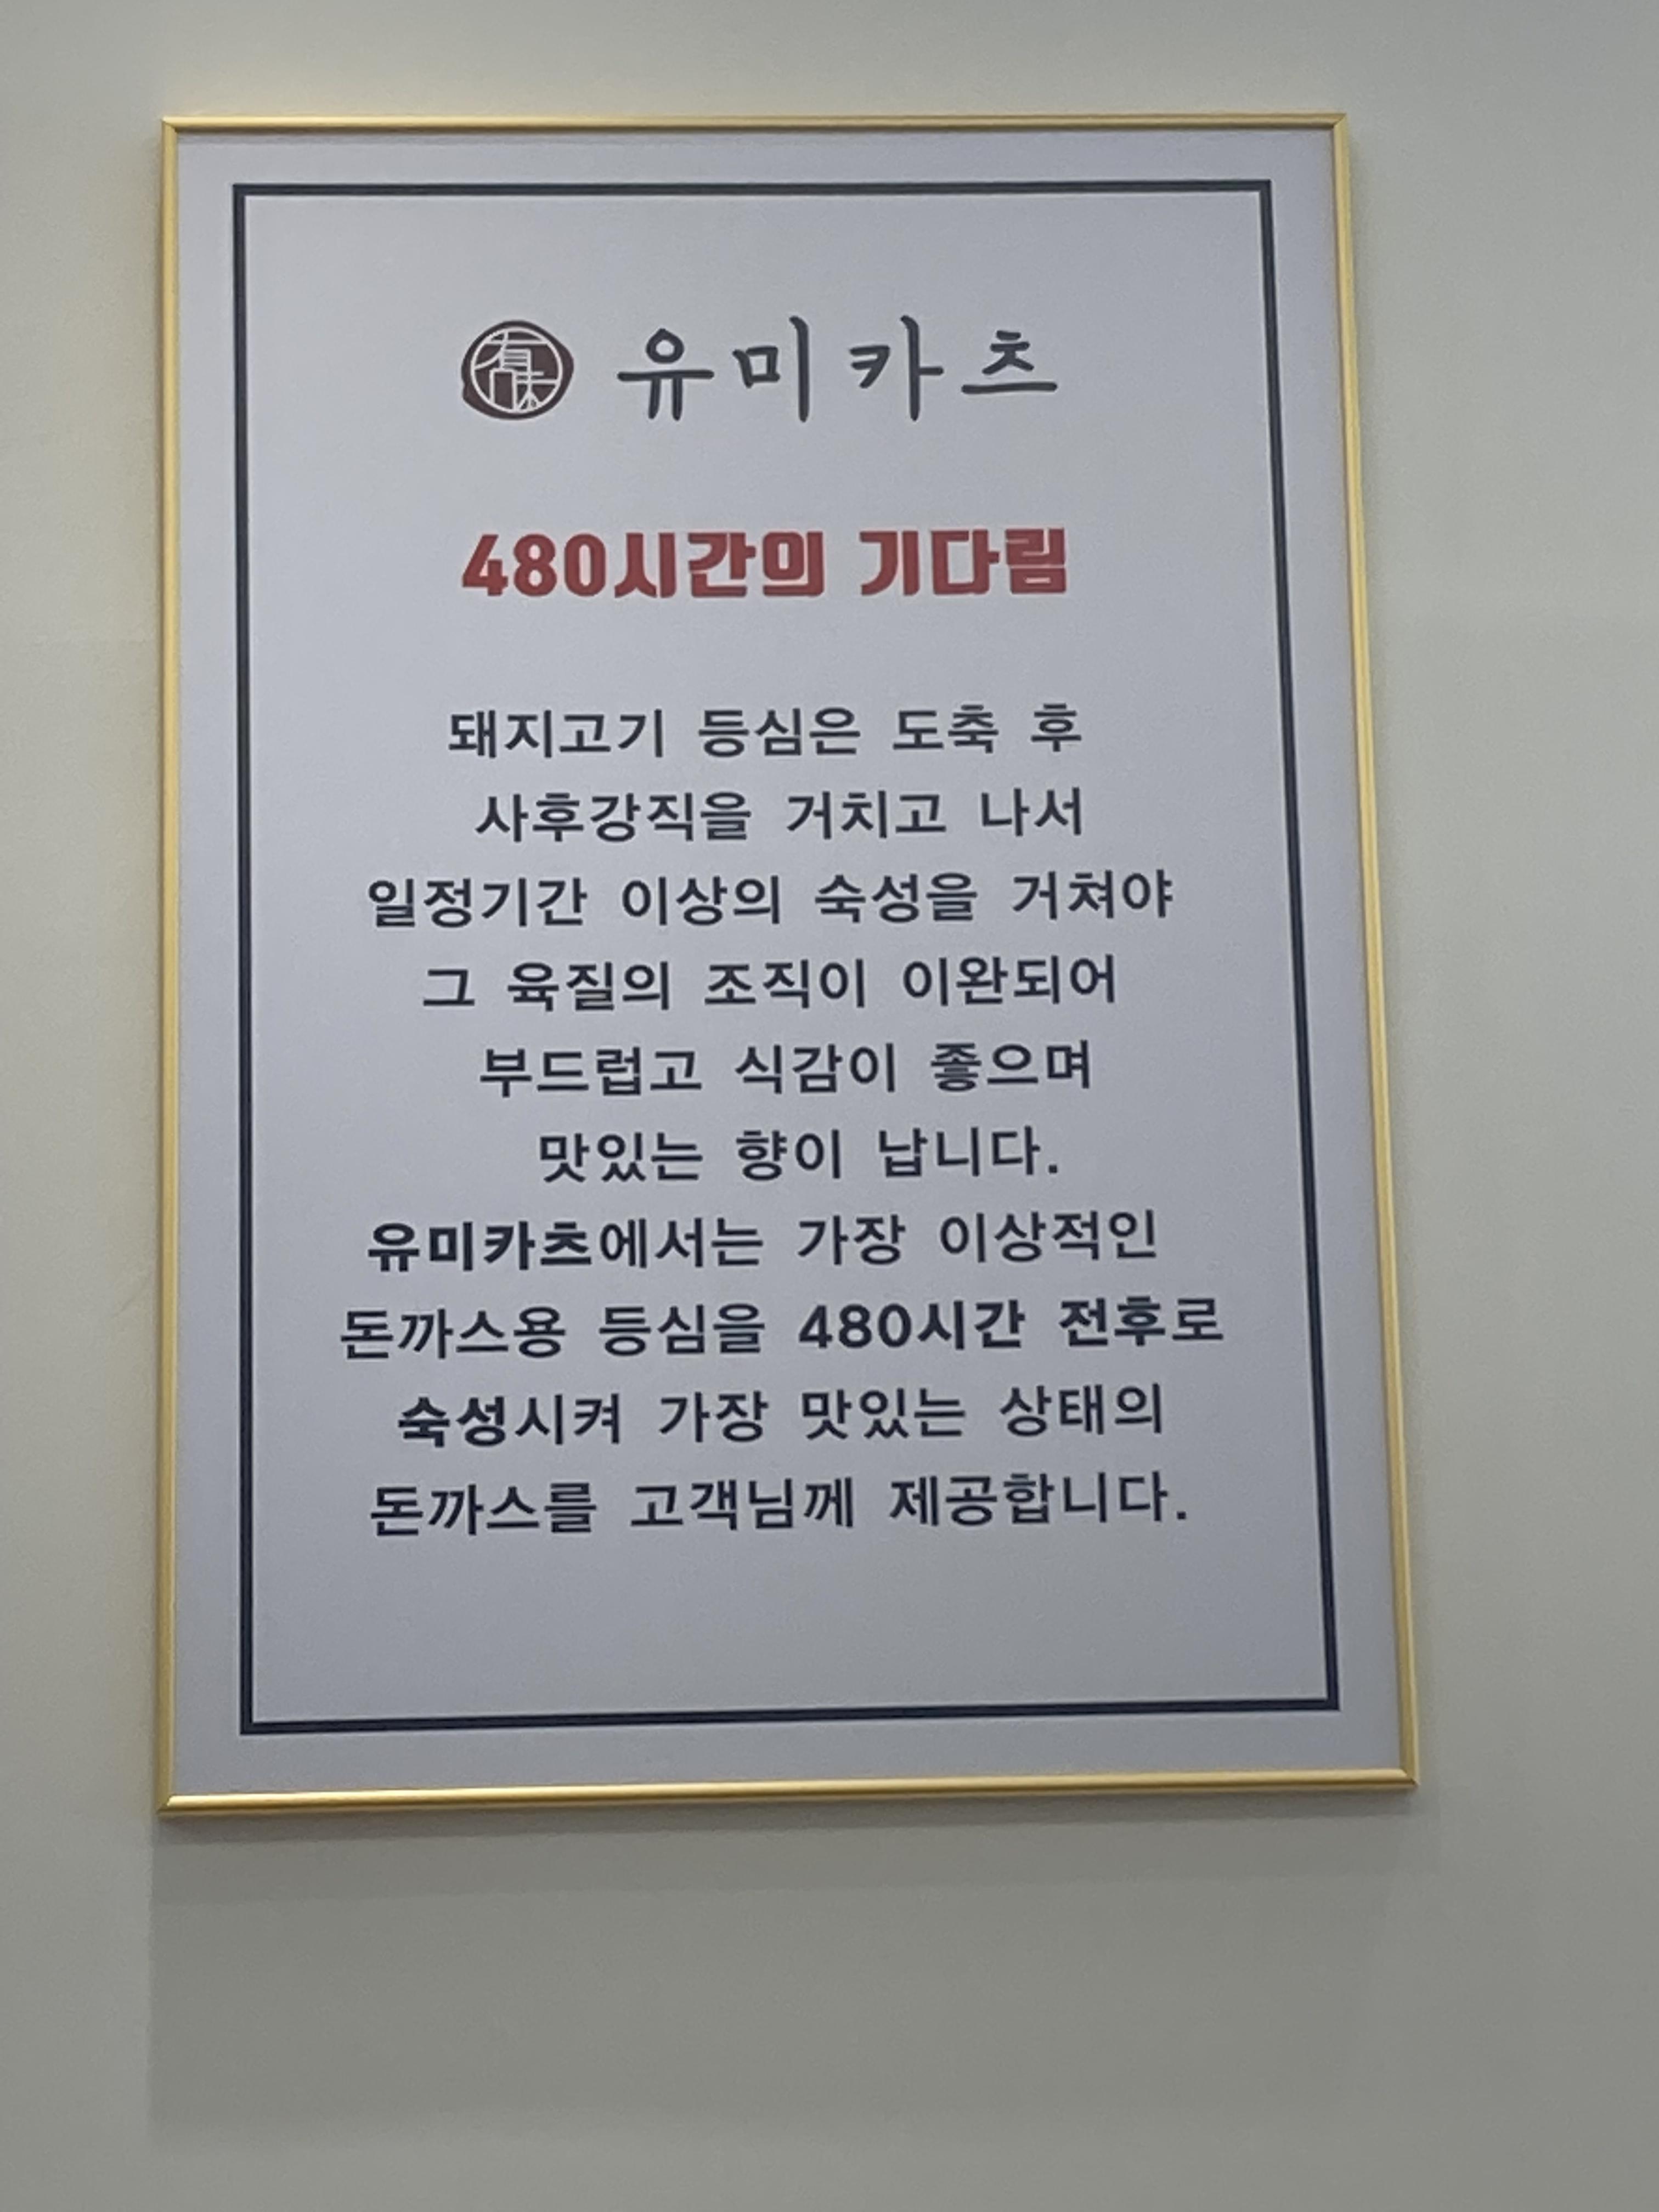 有味 유미카츠
480시간의 기다림
돼지고기 등심은 도축 후
사후강직을 거치고 나서
일정기간 이상의 숙성을 거쳐야
그 육질의 조직이 이완되어
부드럽고 식감이 좋으며
맛있는 향이 납니다.
유미카츠에서는 가장 이상적인
돈까스용 등심을 480시간 전후로
숙성시켜 가장 맛있는 상태의
돈까스를 고객님께 제공합니다.